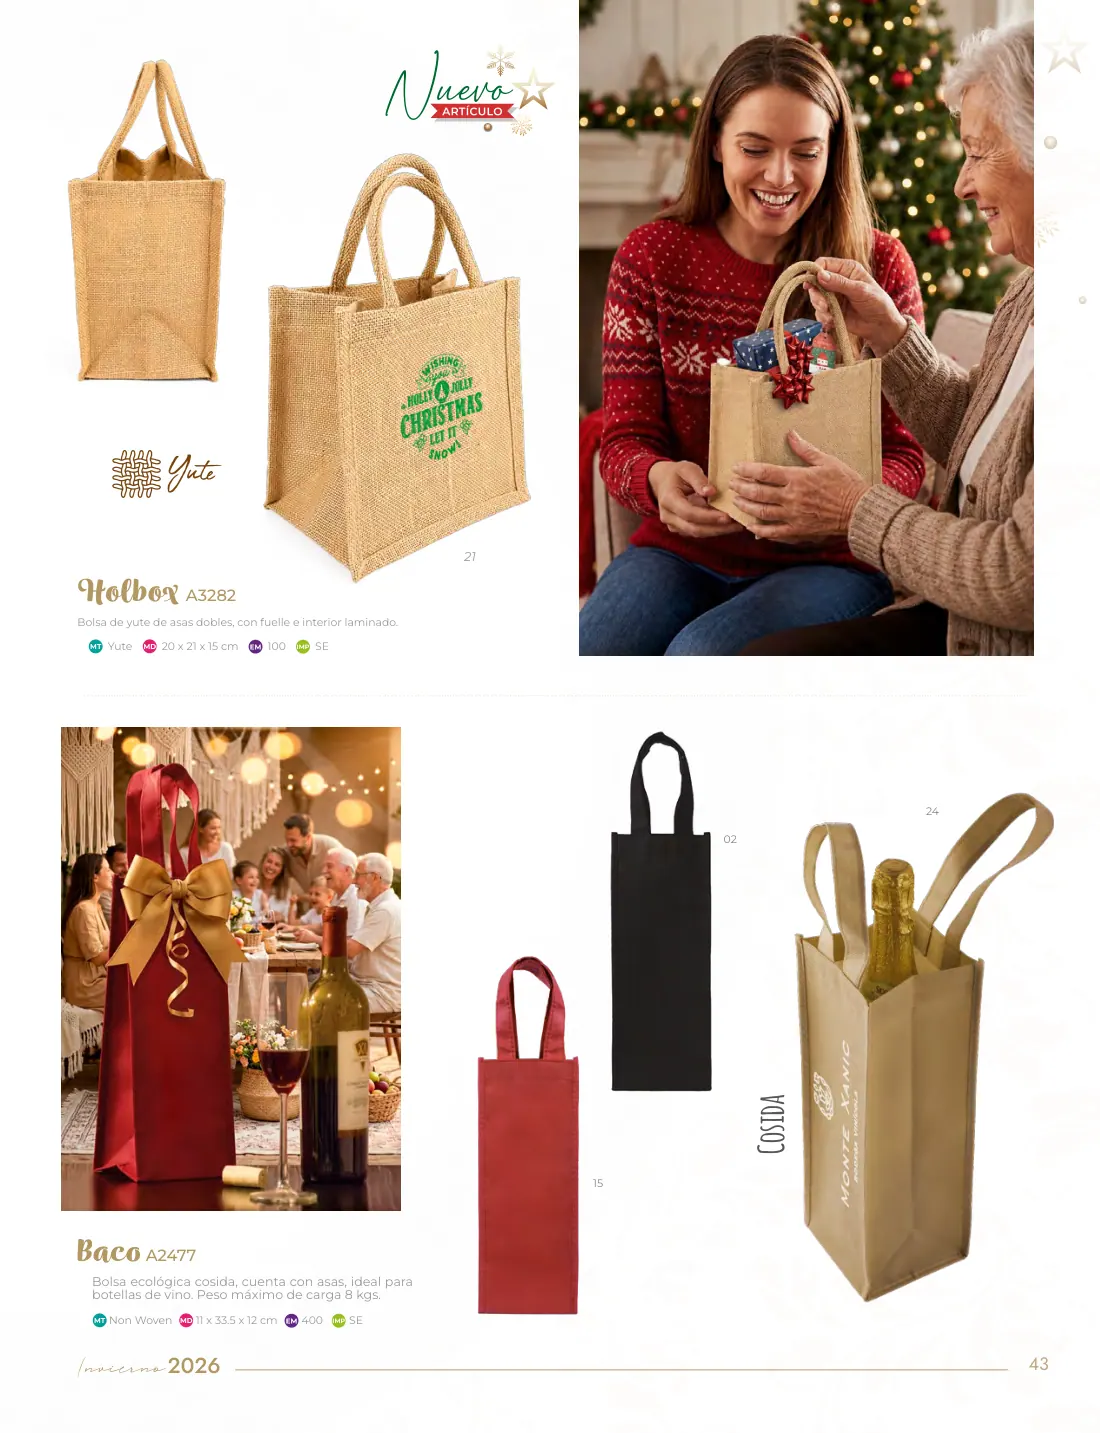 Nuevo
ARTÍCULO
WISHING
you a
HOLLY JOLLY
CHRISTMAS
LET IT
SNOW!
Yute
21
Holbox A3282
Bolsa de yute de asas dobles, con fuelle e interior laminado.
MT Yute MD 20 x 21 x 15 cm EM 100 IMP SE
02
24
15
COSIDA
MONTE XANIC
BODEGA VINÍCOLA
Baco A2477
Bolsa ecológica cosida, cuenta con asas, ideal para
botellas de vino. Peso máximo de carga 8 kgs.
MT Non Woven MD 11 x 33.5 x 12 cm EM 400 IMP SE
Invierno 2026
43